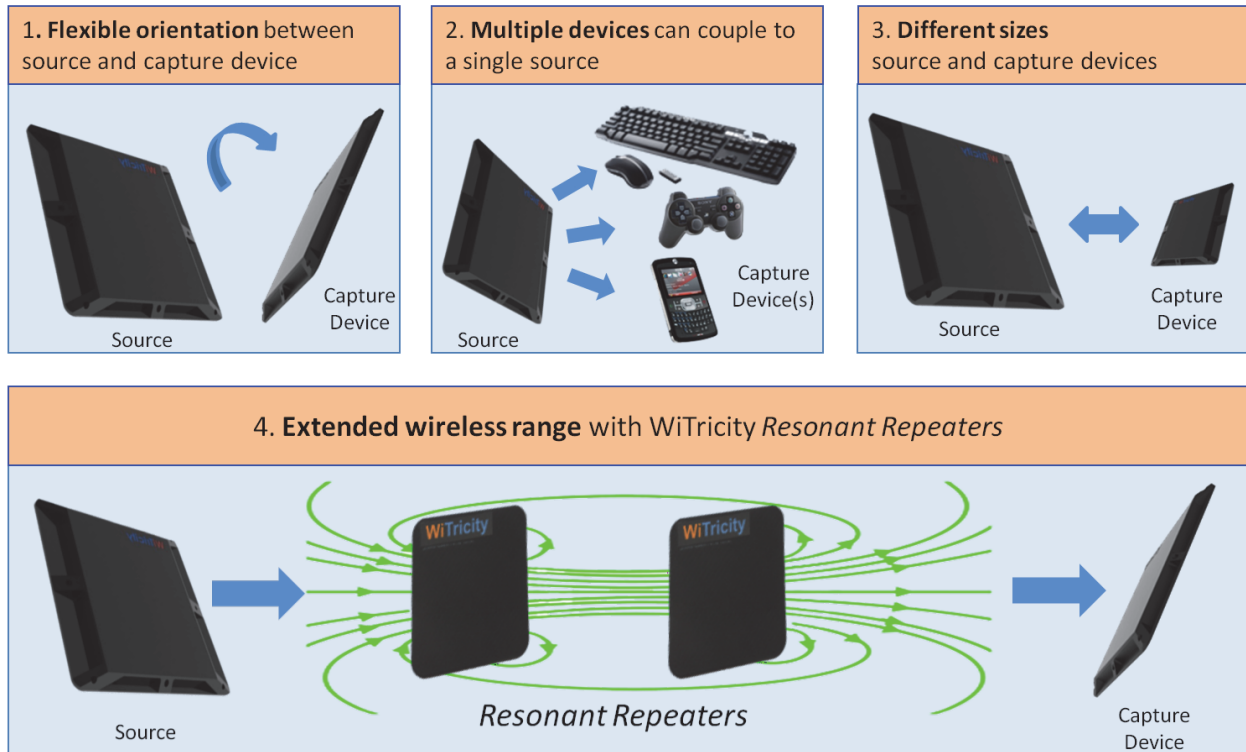 1. Flexible orientation between
source and capture device
Source
Capture
Device
2. Multiple devices can couple to
a single source
Source
Capture
Device(s)
3. Different sizes
source and capture devices
Source
Capture
Device
4. Extended wireless range with WiTricity Resonant Repeaters
WiTricity
WiTricity
Source
Resonant Repeaters
Capture
Device